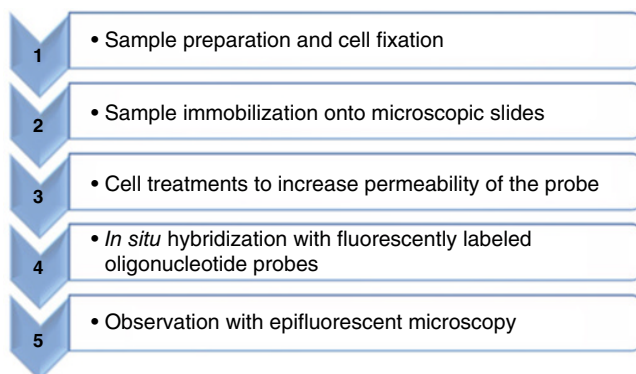 1
• Sample preparation and cell fixation
2
• Sample immobilization onto microscopic slides
3
• Cell treatments to increase permeability of the probe
4
• In situ hybridization with fluorescently labeled
oligonucleotide probes
5
• Observation with epifluorescent microscopy